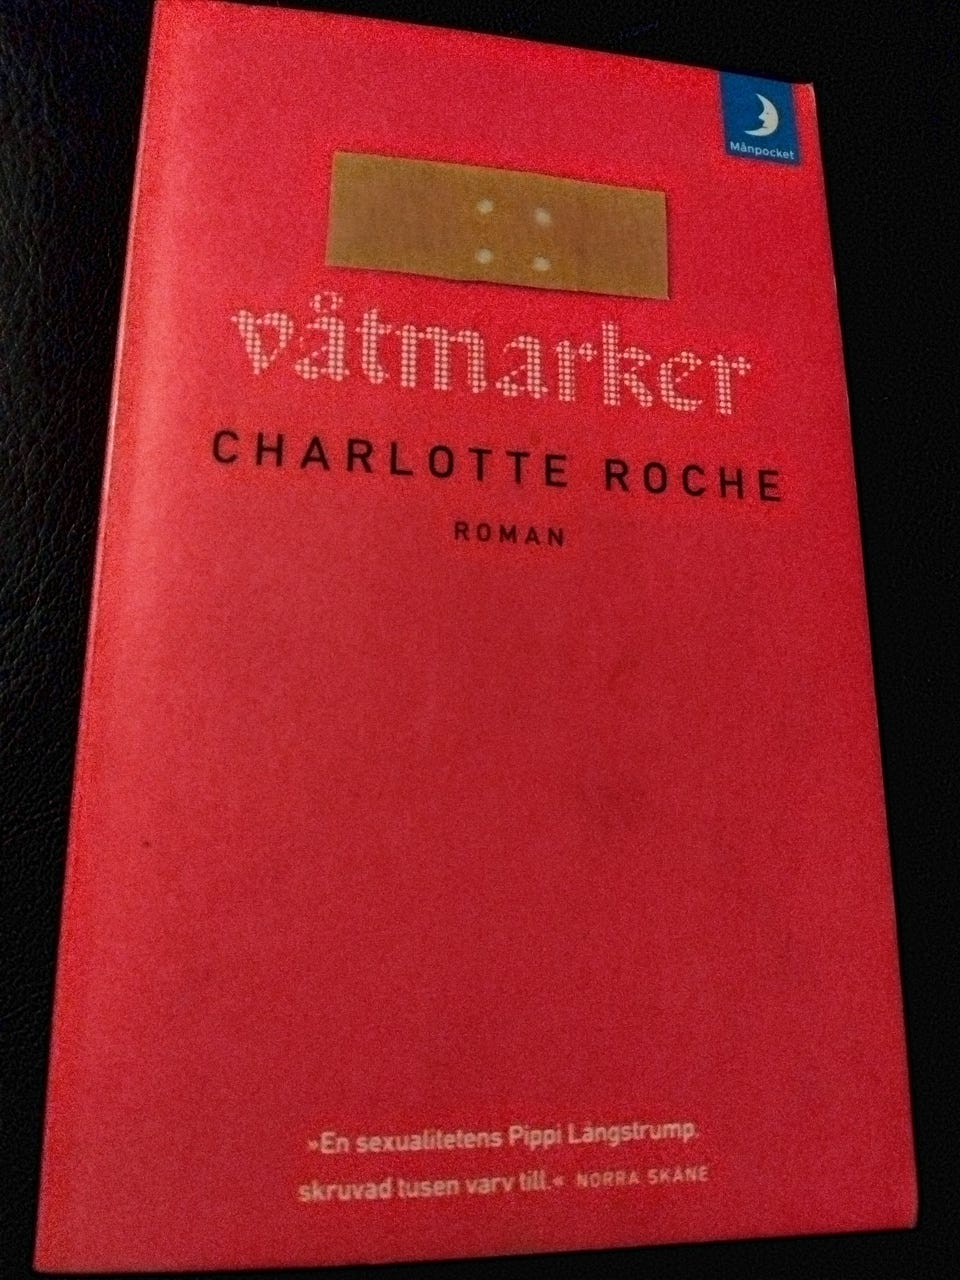 Månpocket
våtmarker
CHARLOTTE ROCHE
ROMAN
»En sexualitetens Pippi Långstrump,
skruvad tusen varv till.« NORRA SKÅNE